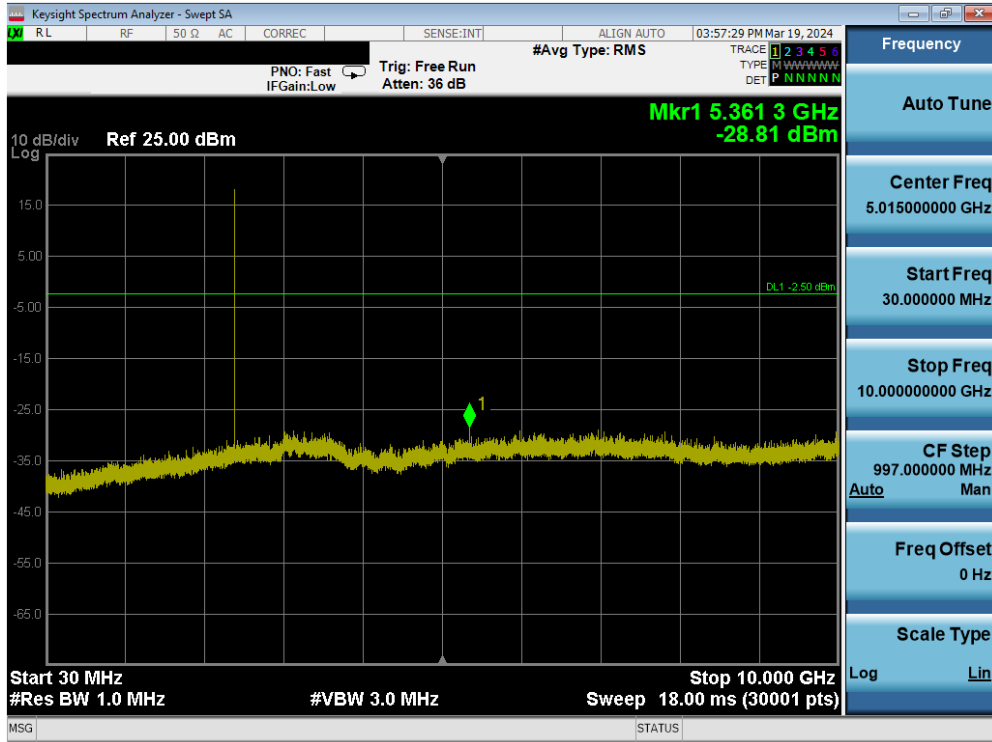 Keysight Spectrum Analyzer - Swept SA
LXI RL RF 50 Ω AC CORREC SENSE:INT ALIGN AUTO 03:57:29 PM Mar 19, 2024
#Avg Type: RMS
TRACE 1 2 3 4 5 6
TYPE M WWWWW
DET P N N N N N
PNO: Fast
IFGain:Low
Trig: Free Run
Atten: 36 dB
Mkr1 5.361 3 GHz
-28.81 dBm
10 dB/div Ref 25.00 dBm
Log
15.0
5.00
DL1 -2.50 dBm
-5.00
-15.0
-25.0
1
-35.0
-45.0
-55.0
-65.0
Start 30 MHz Stop 10.000 GHz
#Res BW 1.0 MHz #VBW 3.0 MHz Sweep 18.00 ms (30001 pts)
MSG STATUS
Frequency
Auto Tune
Center Freq
5.015000000 GHz
Start Freq
30.000000 MHz
Stop Freq
10.000000000 GHz
CF Step
997.000000 MHz
Auto Man
Freq Offset
0 Hz
Scale Type
Log Lin